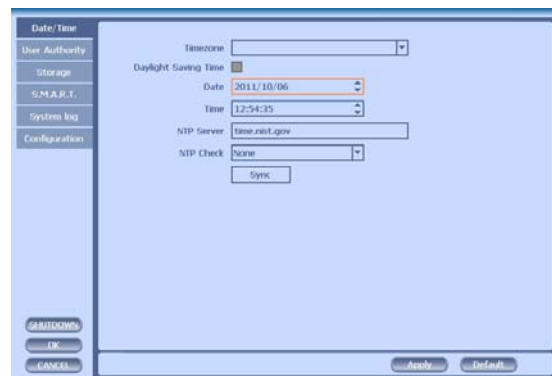 Date/Time
User Authority
Storage
S.M.A.R.T.
System log
Configuration
Timezone
Daylight Saving Time
Date 2011/10/06
Time 12:54:35
NTP Server time.nist.gov
NTP Check None
Sync
SHUTDOWN
OK
CANCEL
Apply Default